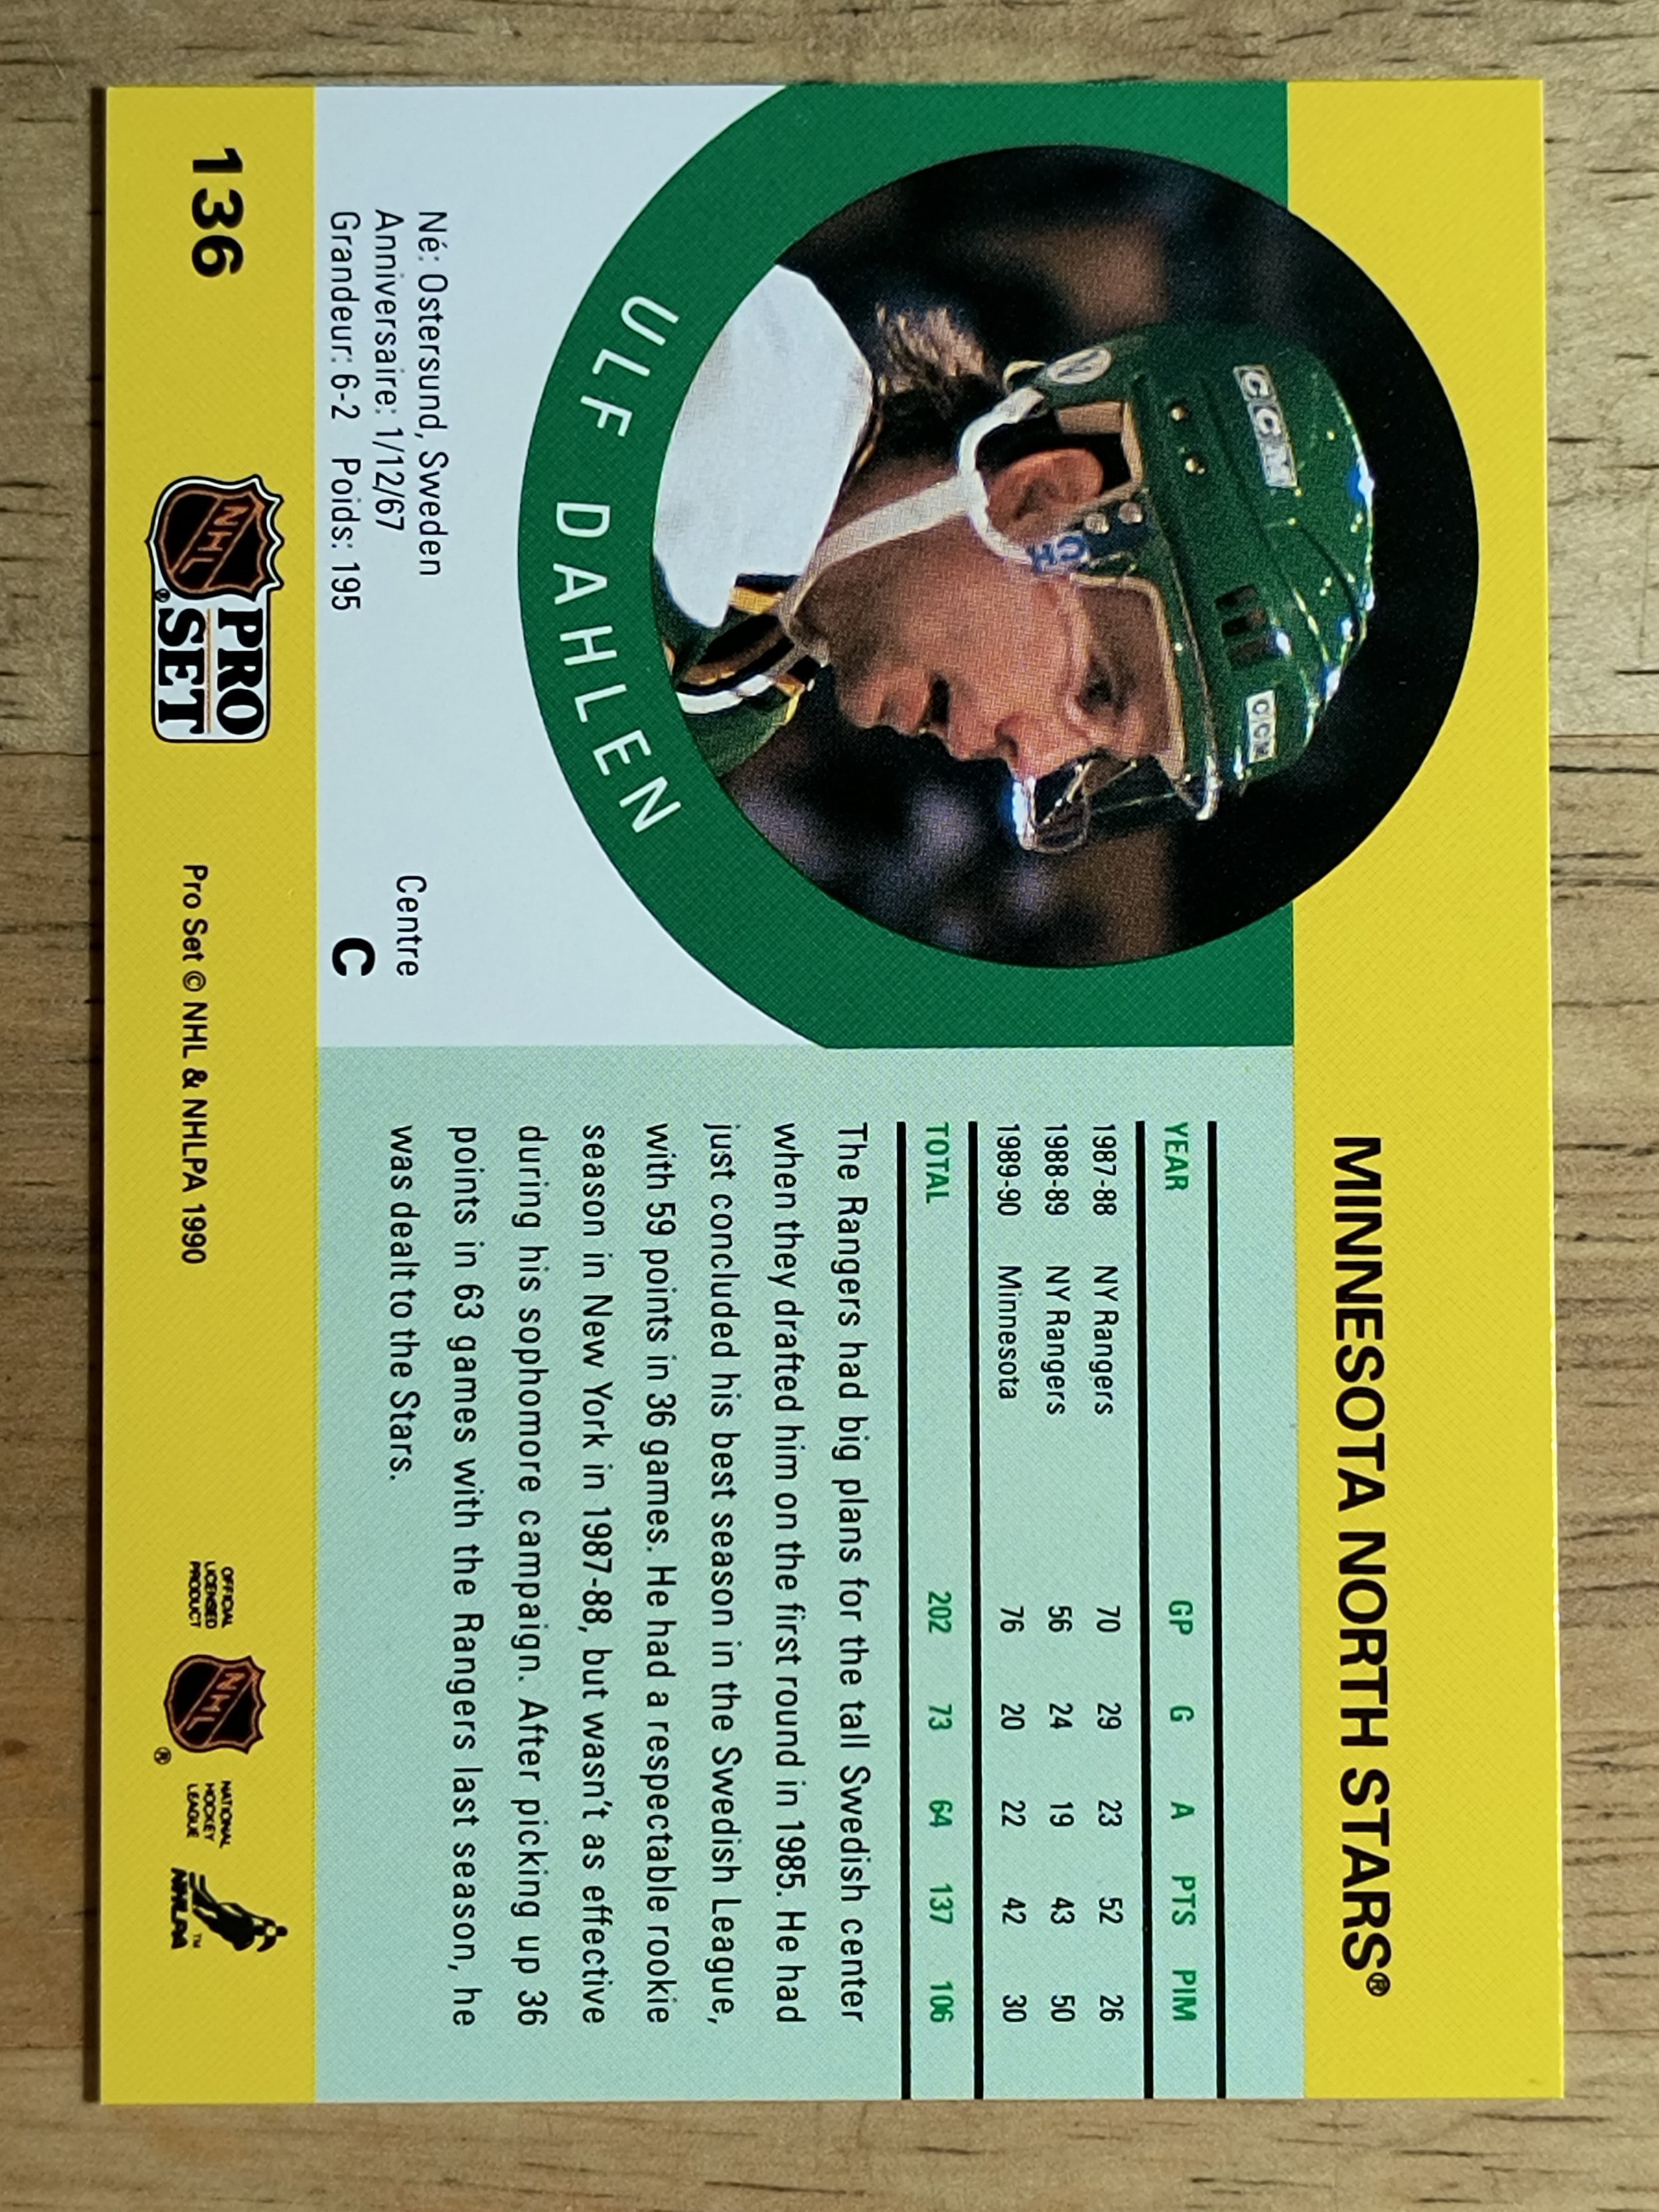 MINNESOTA NORTH STARS®
CCM
CCM
ULF DAHLEN
Né: Ostersund, Sweden
Anniversaire: 1/12/67
Grandeur: 6-2 Poids: 195
Centre
C
YEAR GP G A PTS PIM
1987-88 NY Rangers 70 29 23 52 26
1988-89 NY Rangers 56 24 19 43 50
1989-90 Minnesota 76 20 22 42 30
TOTAL 202 73 64 137 106
The Rangers had big plans for the tall Swedish center
when they drafted him on the first round in 1985. He had
just concluded his best season in the Swedish League,
with 59 points in 36 games. He had a respectable rookie
season in New York in 1987-88, but wasn't as effective
during his sophomore campaign. After picking up 36
points in 63 games with the Rangers last season, he
was dealt to the Stars.
136
NHL
PRO
SET®
Pro Set © NHL & NHLPA 1990
OFFICIAL
LICENSED
PRODUCT
NHL®
NATIONAL
HOCKEY
LEAGUE
NHLPA™